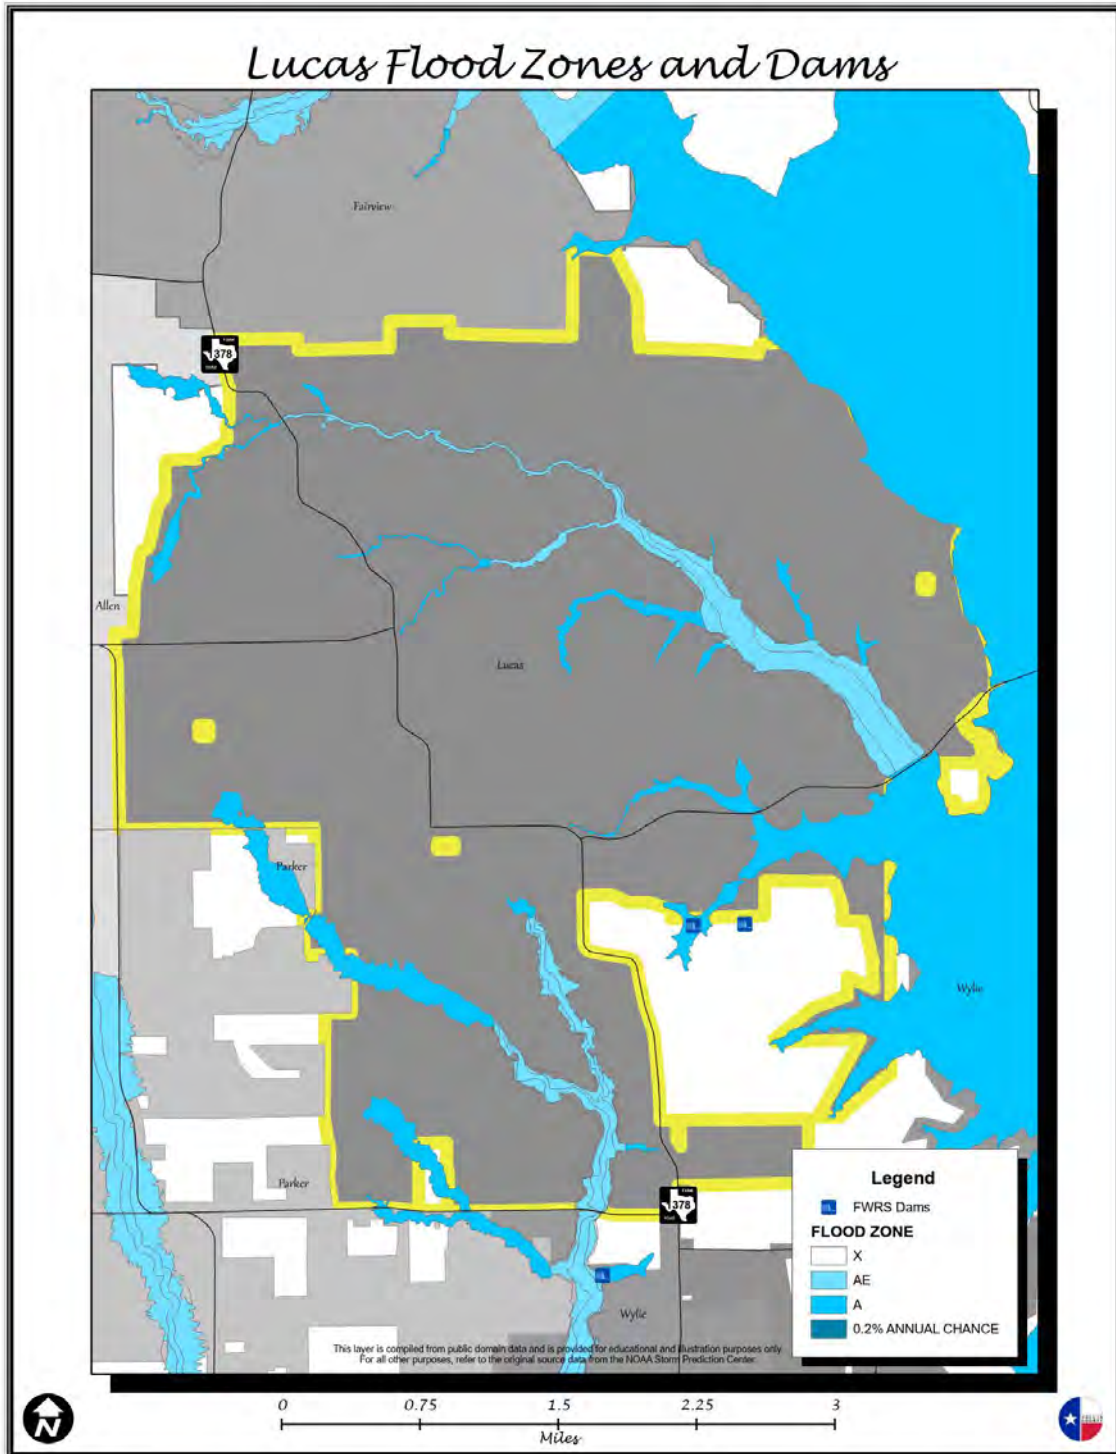 Lucas Flood Zones and Dams
Fairview
378
Allen
Lucas
Parker
Wylie
Parker
378
Wylie
Legend
FWRS Dams
FLOOD ZONE
X
AE
A
0.2% ANNUAL CHANCE
This layer is compiled from public domain data and is provided for educational and illustration purposes only.
For all other purposes, refer to the original source data from the NOAA Storm Prediction Center.
N
0 0.75 1.5 2.25 3
Miles